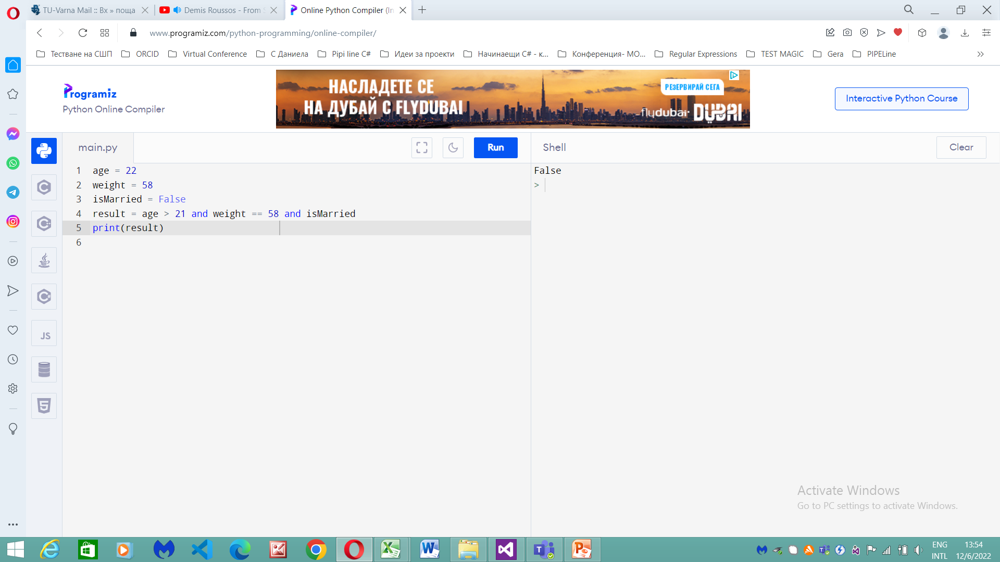 TU-Varna Mail :: Вх » поща
Demis Roussos - From S
Online Python Compiler (In
www.programiz.com/python-programming/online-compiler/
Тестване на СШП
ORCID
Virtual Conference
С Даниела
Pipi line C#
Идеи за проекти
Начинаещи C# - к...
Конференция- МО...
Regular Expressions
TEST MAGIC
Gera
PIPELine
Programiz
Python Online Compiler
НАСЛАДЕТЕ СЕ
НА ДУБАЙ С FLYDUBAI
РЕЗЕРВИРАЙ СЕГА
flydubai
DUBAI
Interactive Python Course
main.py
Run
Shell
Clear
1 age = 22
2 weight = 58
3 isMarried = False
4 result = age > 21 and weight == 58 and isMarried
5 print(result)
6
False
>
JS
Activate Windows
Go to PC settings to activate Windows.
ENG
INTL
13:54
12/6/2022